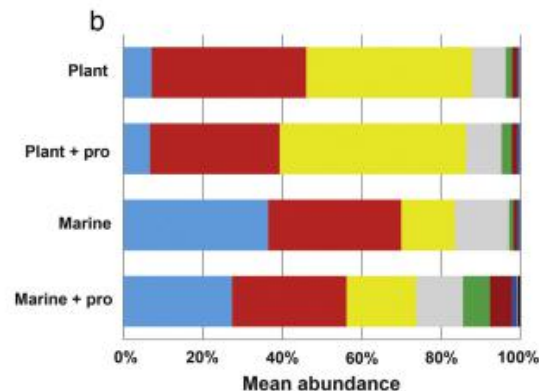 b
Plant
Plant + pro
Marine
Marine + pro
0% 20% 40% 60% 80% 100%
Mean abundance